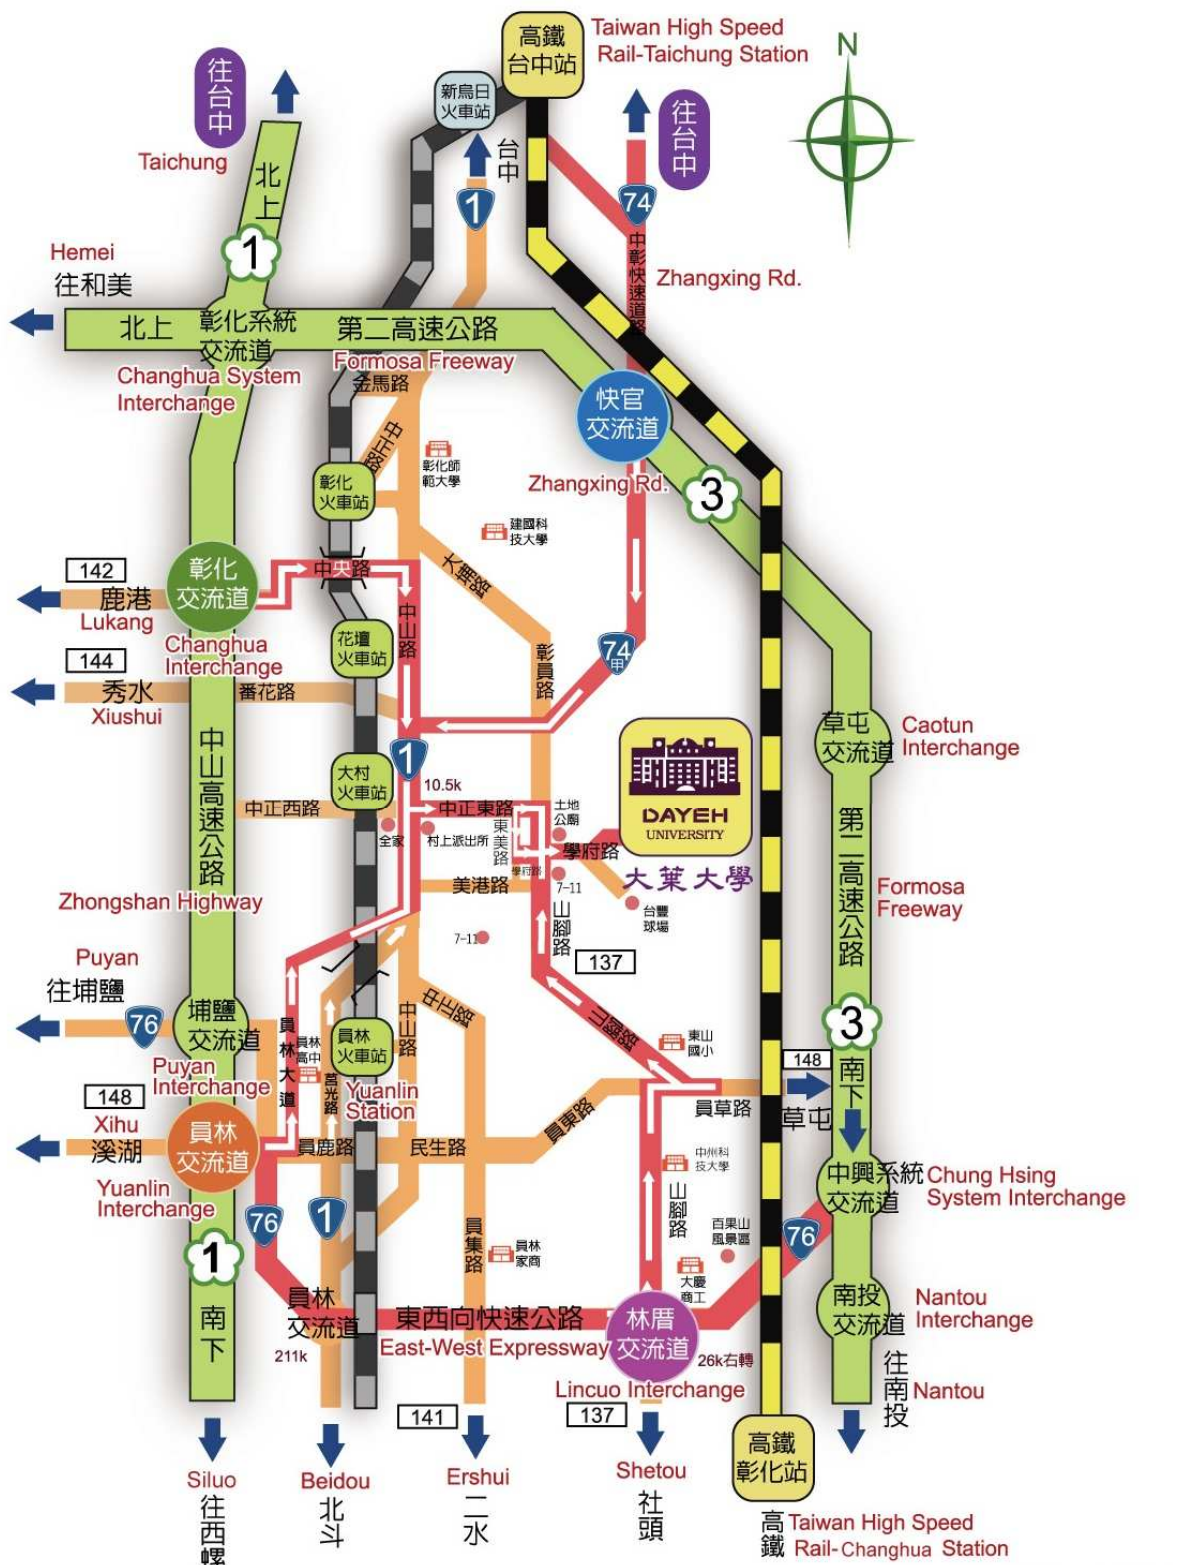 高鐵
台中站
Taiwan High Speed
Rail-Taichung Station
往台中
Taichung
新烏日
火車站
台中
往台中
N
北上
1
1
74
中彰快速道路
Zhangxing Rd.
Hemei
往和美
北上
彰化系統
交流道
第二高速公路
Changhua System
Interchange
Formosa Freeway
金馬路
中正路
快官
交流道
Zhangxing Rd.
3
彰化師
範大學
彰化
火車站
建國科
技大學
大埔路
142
鹿港
Lukang
彰化
交流道
Changhua
Interchange
中央路
中山路
花壇
火車站
彰員路
74
甲
144
秀水
Xiushui
番花路
草屯
交流道
Caotun
Interchange
中山高速公路
1
大村
火車站
10.5k
DAYEH
UNIVERSITY
大葉大學
中正西路
中正東路
全家
村上派出所
東美路
土地
公廟
學府路
學府路
7-11
台豐
球場
美港路
第二高速公路
Formosa
Freeway
Zhongshan Highway
7-11
山腳路
137
Puyan
往埔鹽
76
埔鹽
交流道
Puyan
Interchange
員林大道
員林
高中
莒光路
員林
火車站
Yuanlin
Station
中山路
中正路
山腳路
東山
國小
3
148
南下
草屯
148
Xihu
溪湖
員林
交流道
Yuanlin
Interchange
員鹿路
民生路
員東路
員草路
中州科
技大學
中興系統
交流道
Chung Hsing
System Interchange
76
1
1
南下
員集路
員林
家商
山腳路
百果山
風景區
大慶
商工
76
員林
交流道
211k
東西向快速公路
East-West Expressway
林厝
交流道
26k右轉
Lincuo Interchange
南投
交流道
Nantou
Interchange
往南投
Nantou
141
137
高鐵
彰化站
Siluo
往西螺
Beidou
北斗
Ershui
二水
Shetou
社頭
高鐵
Taiwan High Speed
Rail-Changhua Station